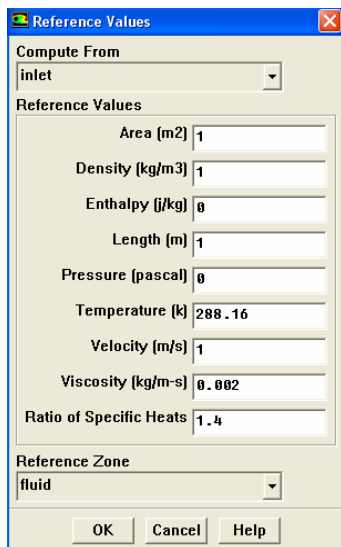 Reference Values
Compute From
inlet
Reference Values
Area (m2) 1
Density (kg/m3) 1
Enthalpy (j/kg) 0
Length (m) 1
Pressure (pascal) 0
Temperature (k) 288.16
Velocity (m/s) 1
Viscosity (kg/m-s) 0.002
Ratio of Specific Heats 1.4
Reference Zone
fluid
OK Cancel Help